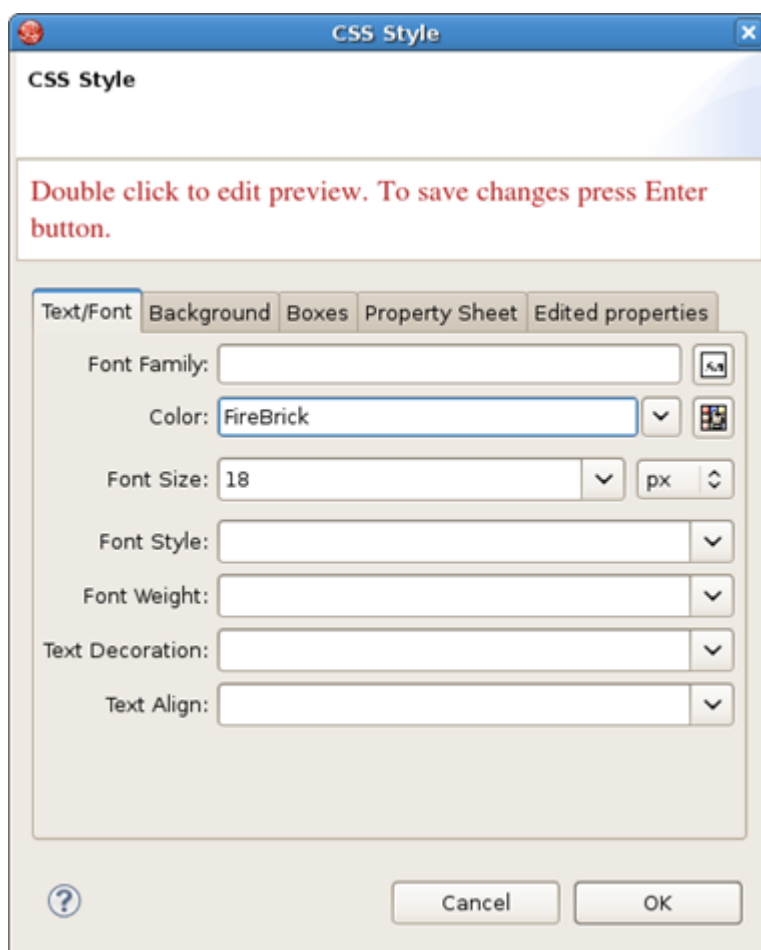 CSS Style
CSS Style
Double click to edit preview. To save changes press Enter
button.
Text/Font Background Boxes Property Sheet Edited properties
Font Family:
Color: FireBrick
Font Size: 18 px
Font Style:
Font Weight:
Text Decoration:
Text Align:
? Cancel OK